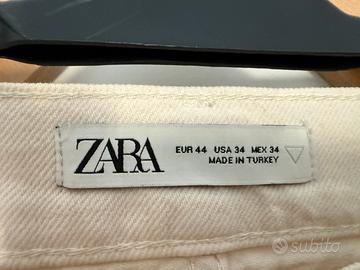 ZARA
EUR 44 USA 34 MEX 34
MADE IN TURKEY
subito